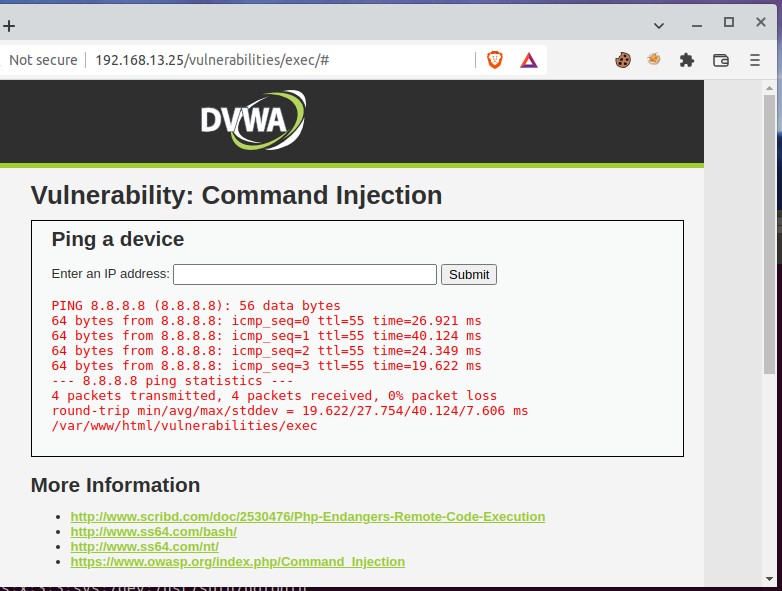 Not secure 192.168.13.25/vulnerabilities/exec/#
DVWA
Vulnerability: Command Injection
Ping a device
Enter an IP address: Submit
PING 8.8.8.8 (8.8.8.8): 56 data bytes
64 bytes from 8.8.8.8: icmp_seq=0 ttl=55 time=26.921 ms
64 bytes from 8.8.8.8: icmp_seq=1 ttl=55 time=40.124 ms
64 bytes from 8.8.8.8: icmp_seq=2 ttl=55 time=24.349 ms
64 bytes from 8.8.8.8: icmp_seq=3 ttl=55 time=19.622 ms
--- 8.8.8.8 ping statistics ---
4 packets transmitted, 4 packets received, 0% packet loss
round-trip min/avg/max/stddev = 19.622/27.754/40.124/7.606 ms
/var/www/html/vulnerabilities/exec
More Information
http://www.scribd.com/doc/2530476/Php-Endangers-Remote-Code-Execution
http://www.ss64.com/bash/
http://www.ss64.com/nt/
https://www.owasp.org/index.php/Command_Injection